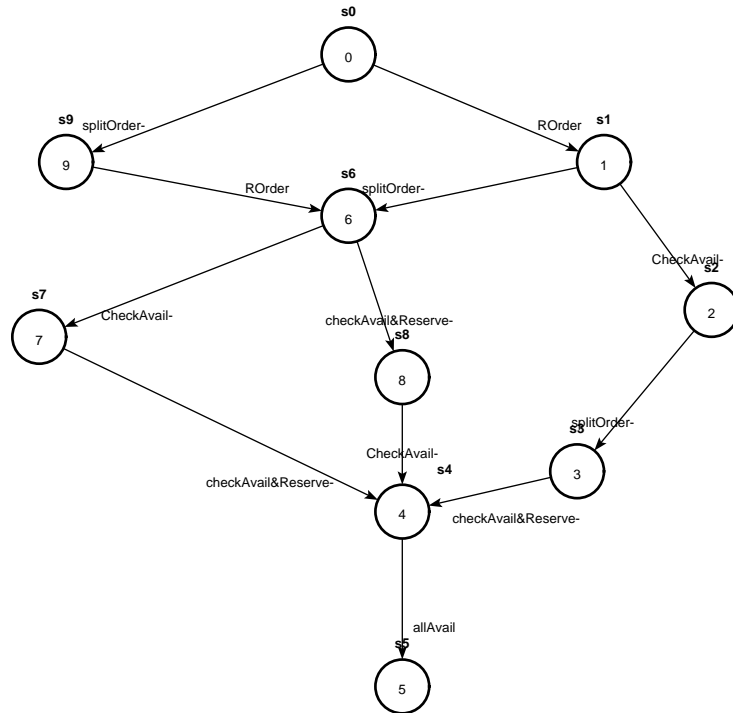 s0
0
splitOrder-
ROrder
s9
s1
9
1
ROrder
s6
splitOrder-
6
CheckAvail-
s2
2
s7
CheckAvail-
checkAvail&Reserve-
s8
7
8
splitOrder-
s3
CheckAvail-
s4
3
checkAvail&Reserve-
4
checkAvail&Reserve-
allAvail
s5
5